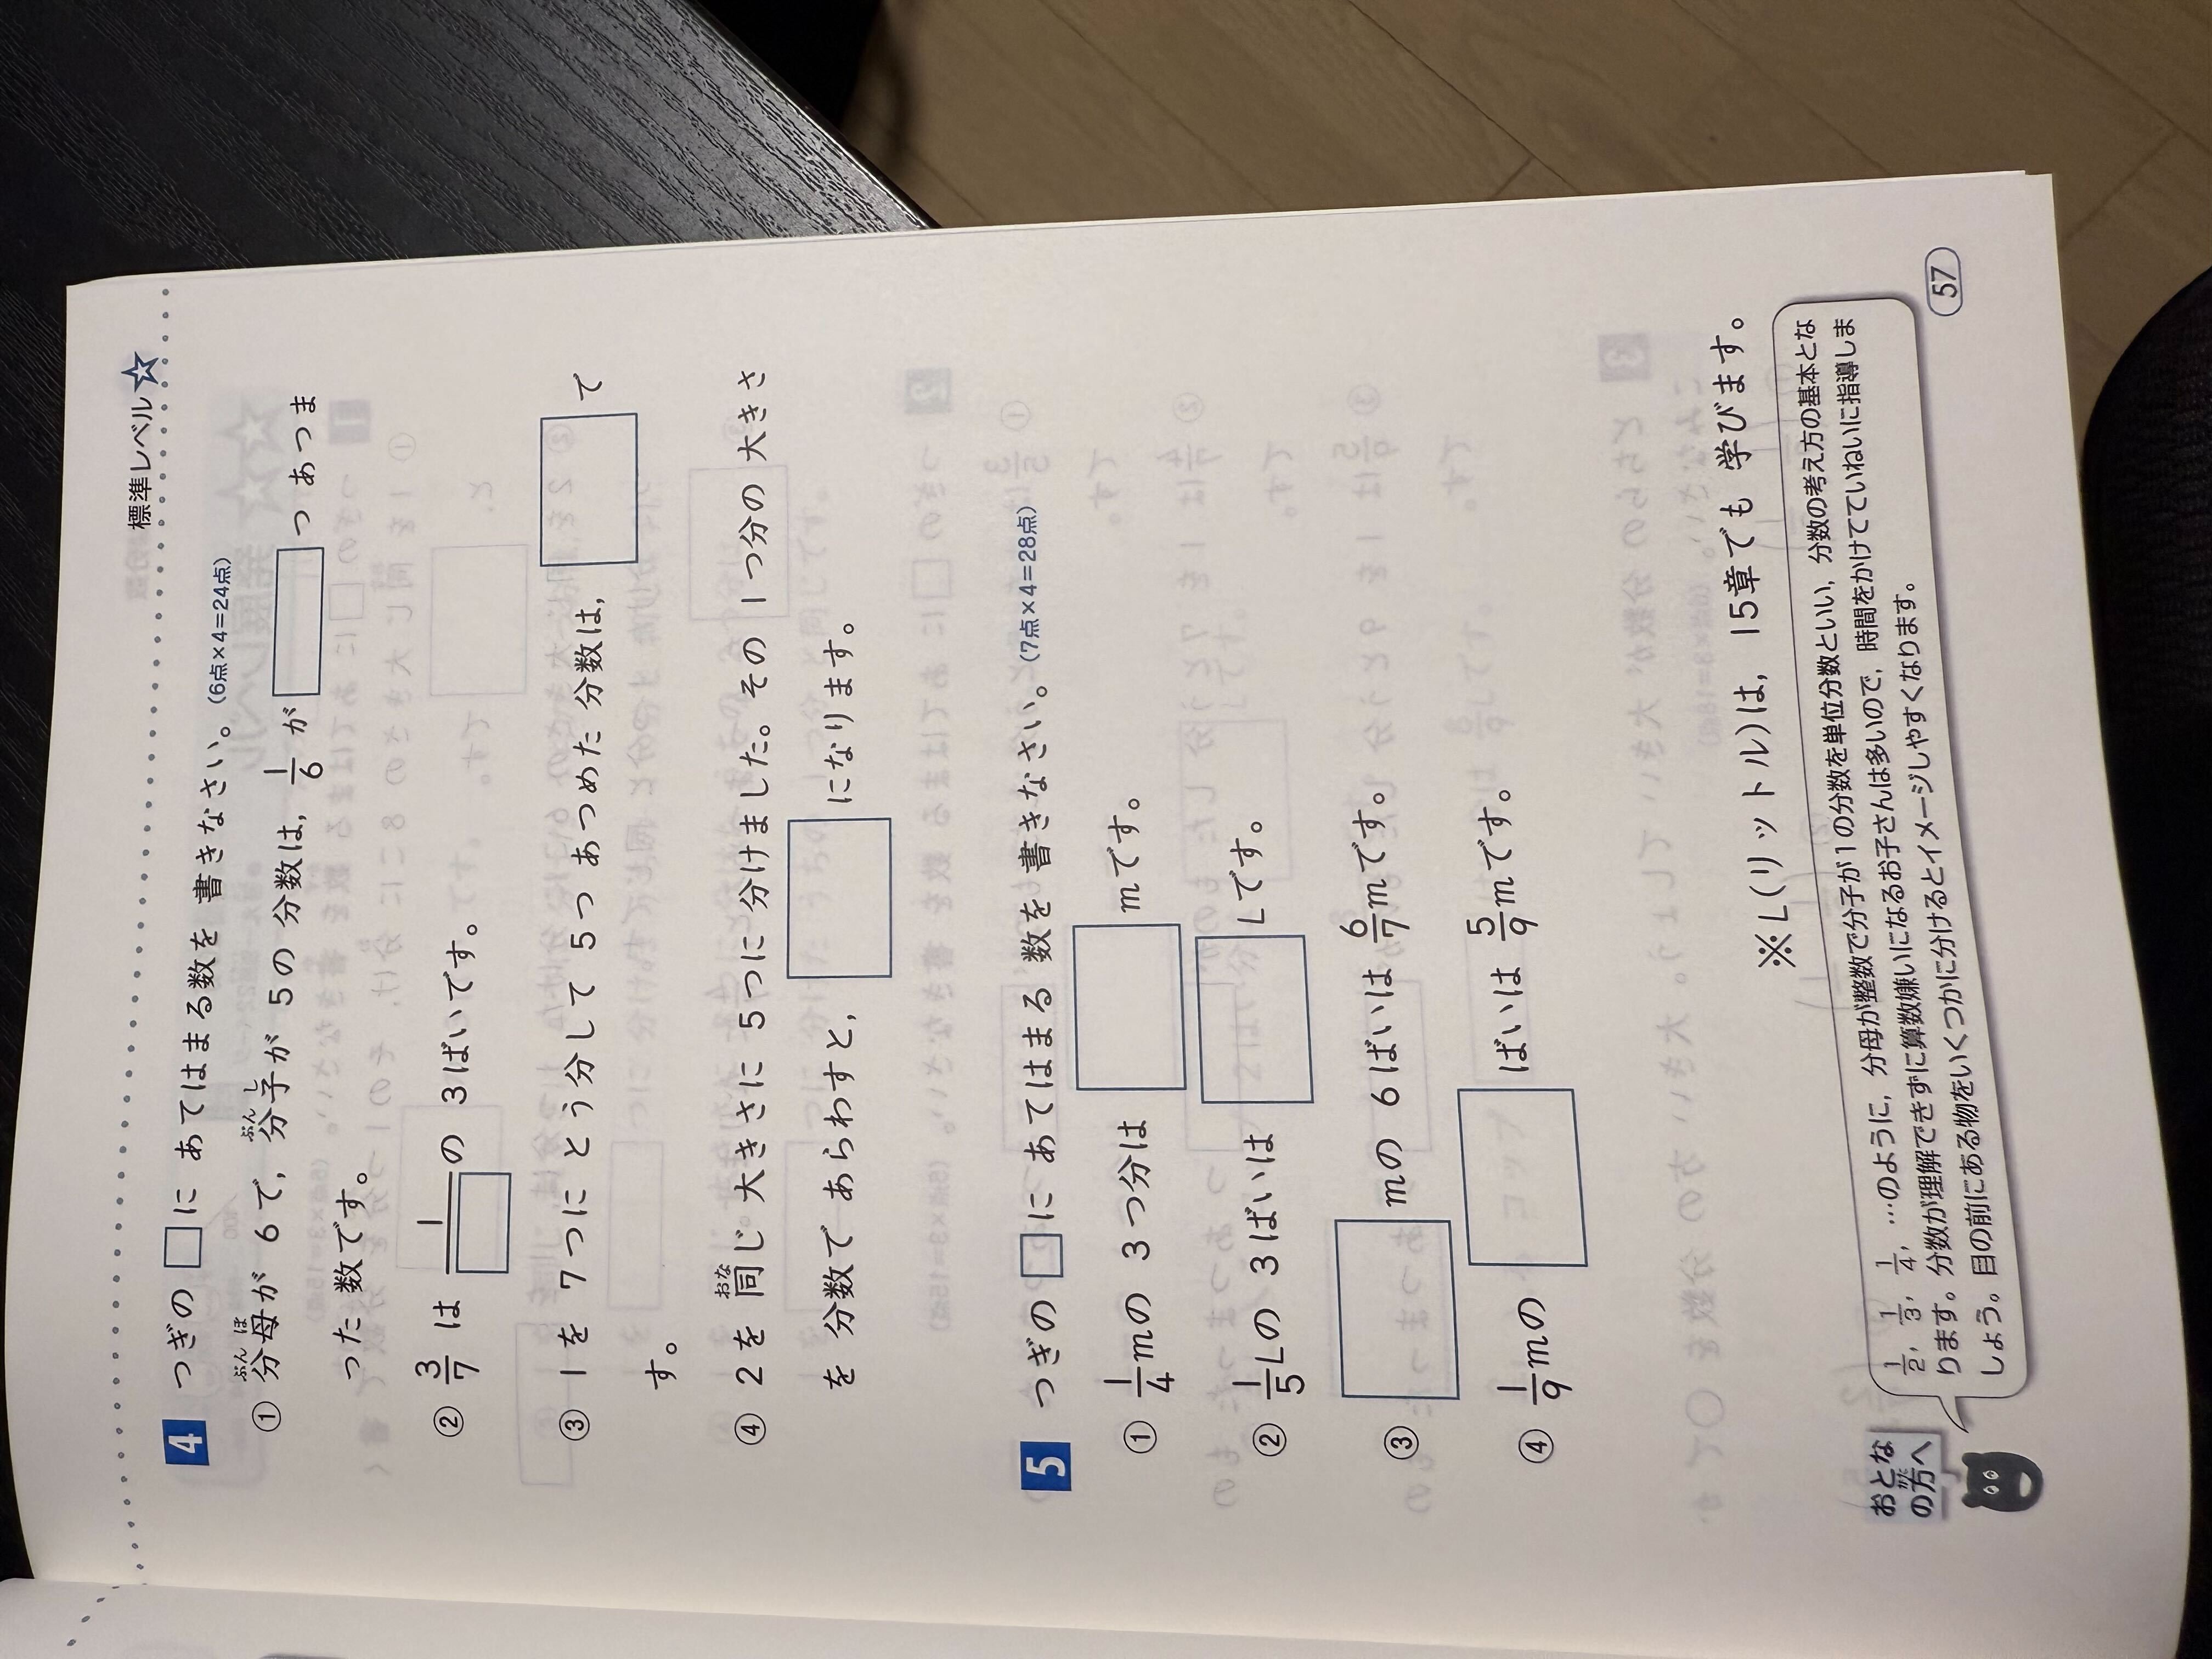 標準レベル☆
4 つぎの □に あてはまる 数を 書きなさい。(6点×4=24点)
① 分母が 6で, 分子が 5の 分数は, 1/6 が □ つ あつま
った 数です。
② 3/7 は 1/□ の 3ばいです。
③ 1を 7つに とう分して 5つ あつめた 分数は, □ で
す。
④ 2を 同じ 大きさに 5つに 分けました。その 1つ分の 大きさ
を 分数で あらわすと, □ になります。
5 つぎの □に あてはまる 数を 書きなさい。(7点×4=28点)
① 1/4mの 3つ分は □ mです。
② 1/5Lの 3ばいは □ Lです。
③ □ mの 6ばいは 6/7mです。
④ 1/9mの □ ばいは 5/9mです。
※L(リットル)は, 15章でも 学びます。
おとな
の方へ
1/2, 1/3, 1/4, …のように, 分母が整数で分子が1の分数を単位分数といい, 分数の考え方の基本とな
ります。分数が理解できずに算数嫌いになるお子さんは多いので, 時間をかけてていねいに指導しま
しょう。目の前にある物をいくつかに分けるとイメージしやすくなります。
57